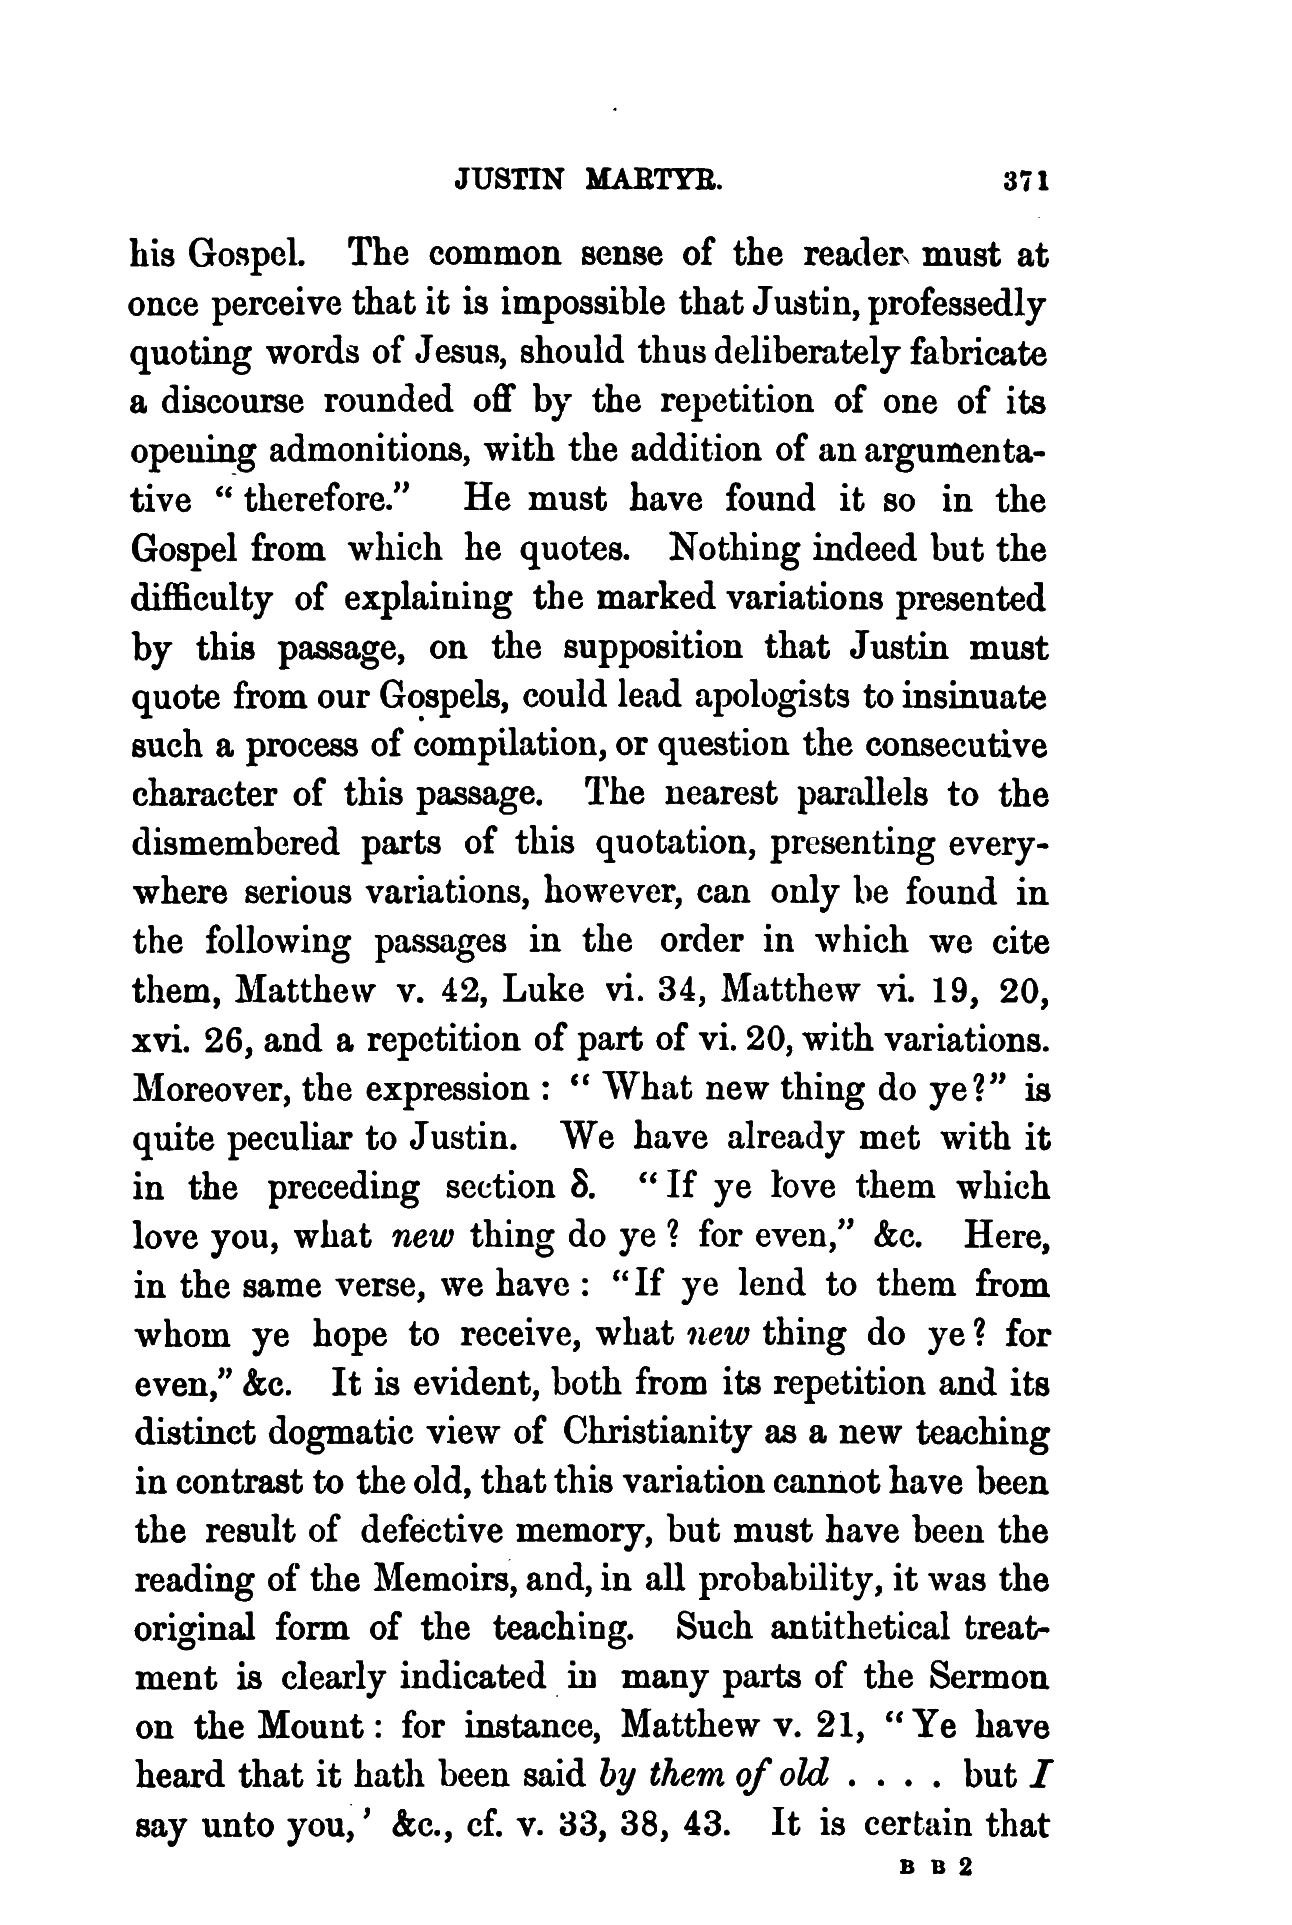 JUSTIN MARTYR. 371
his Gospel. The common sense of the reader must at
once perceive that it is impossible that Justin, professedly
quoting words of Jesus, should thus deliberately fabricate
a discourse rounded off by the repetition of one of its
opening admonitions, with the addition of an argumenta-
tive “therefore.” He must have found it so in the
Gospel from which he quotes. Nothing indeed but the
difficulty of explaining the marked variations presented
by this passage, on the supposition that Justin must
quote from our Gospels, could lead apologists to insinuate
such a process of compilation, or question the consecutive
character of this passage. The nearest parallels to the
dismembered parts of this quotation, presenting every-
where serious variations, however, can only be found in
the following passages in the order in which we cite
them, Matthew v. 42, Luke vi. 34, Matthew vi. 19, 20,
xvi. 26, and a repetition of part of vi. 20, with variations.
Moreover, the expression : “What new thing do ye?” is
quite peculiar to Justin. We have already met with it
in the preceding section δ. “If ye love them which
love you, what new thing do ye ? for even,” &c. Here,
in the same verse, we have : “If ye lend to them from
whom ye hope to receive, what new thing do ye? for
even,” &c. It is evident, both from its repetition and its
distinct dogmatic view of Christianity as a new teaching
in contrast to the old, that this variation cannot have been
the result of defective memory, but must have been the
reading of the Memoirs, and, in all probability, it was the
original form of the teaching. Such antithetical treat-
ment is clearly indicated in many parts of the Sermon
on the Mount : for instance, Matthew v. 21, “Ye have
heard that it hath been said by them of old . . . . but I
say unto you,’ &c., cf. v. 33, 38, 43. It is certain that
B B 2